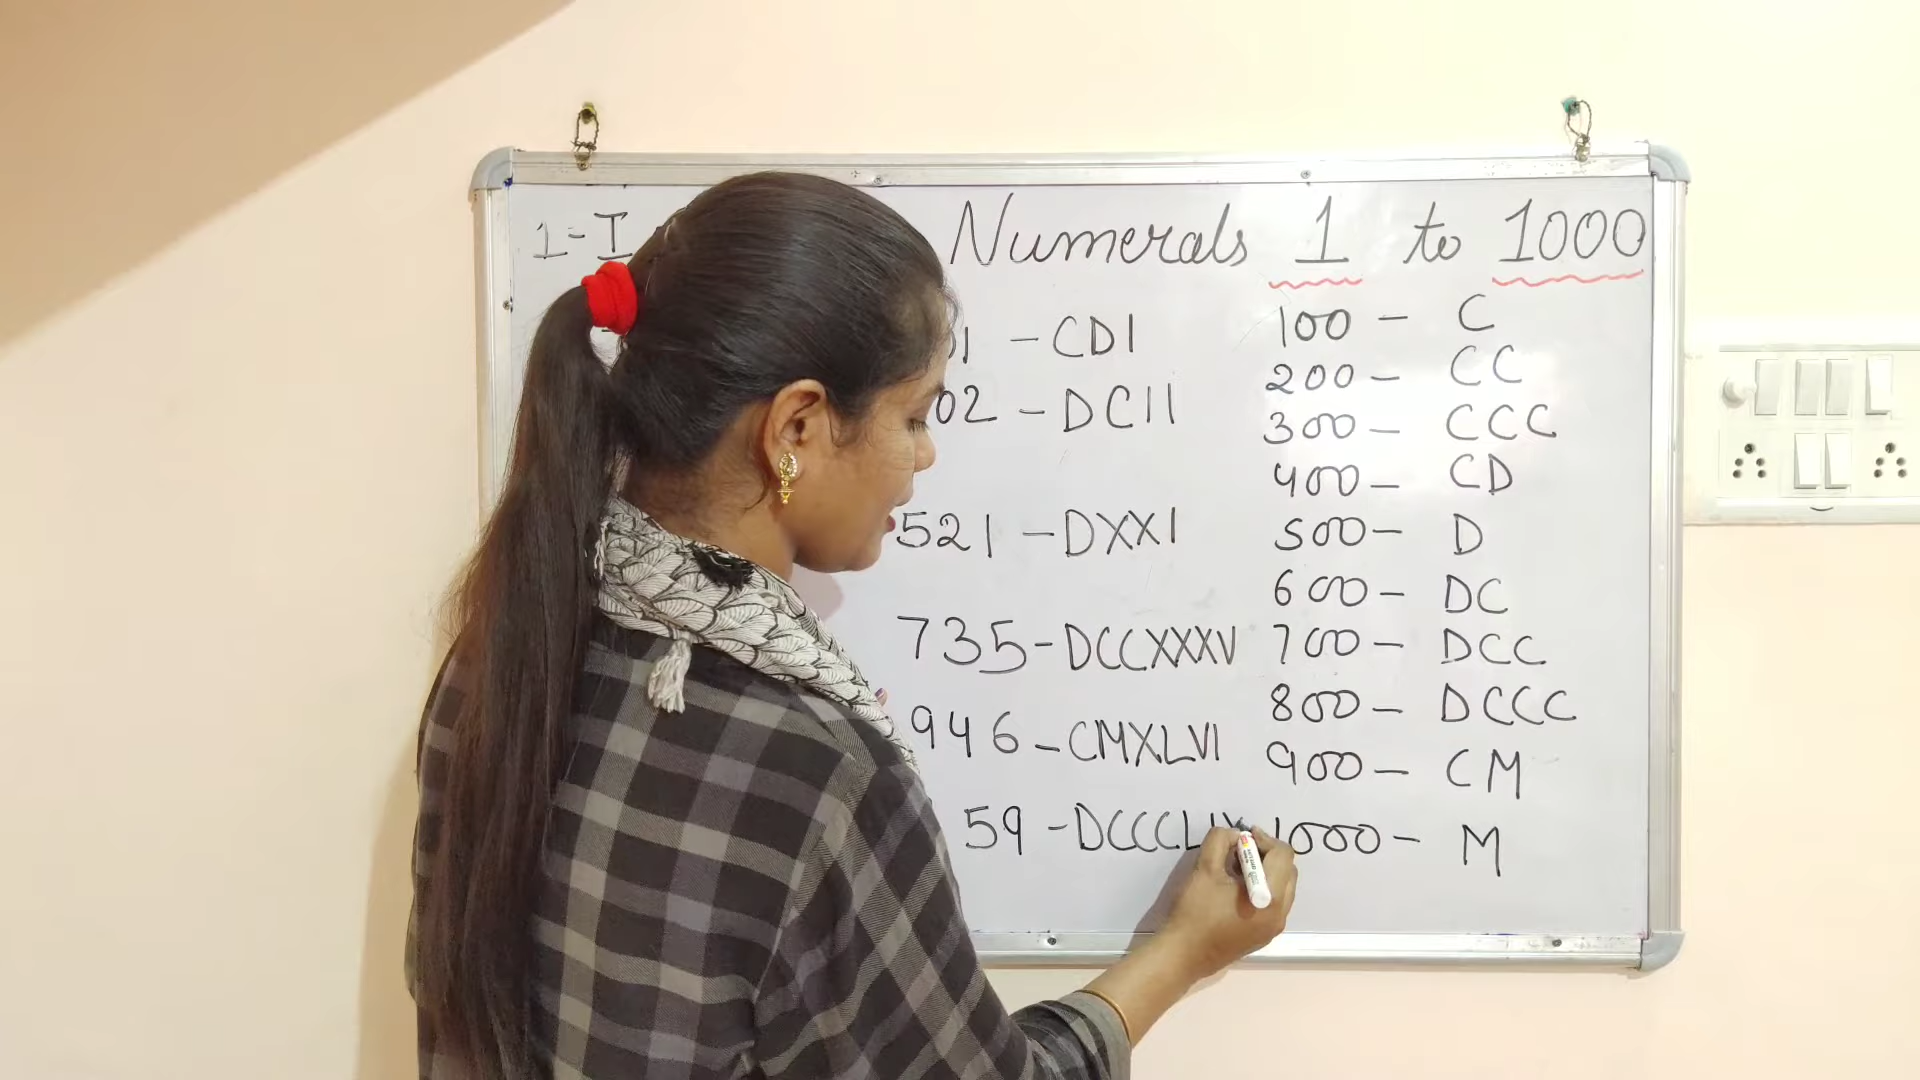 1=I Numerals 1 to 1000
1 - CDI
02 - DCII
521 - DXXI
735 - DCCXXXV
946 - CMXLVI
59 - DCCCLIX
100 - C
200 - CC
300 - CCC
400 - CD
500 - D
600 - DC
700 - DCC
800 - DCCC
900 - CM
1000 - M